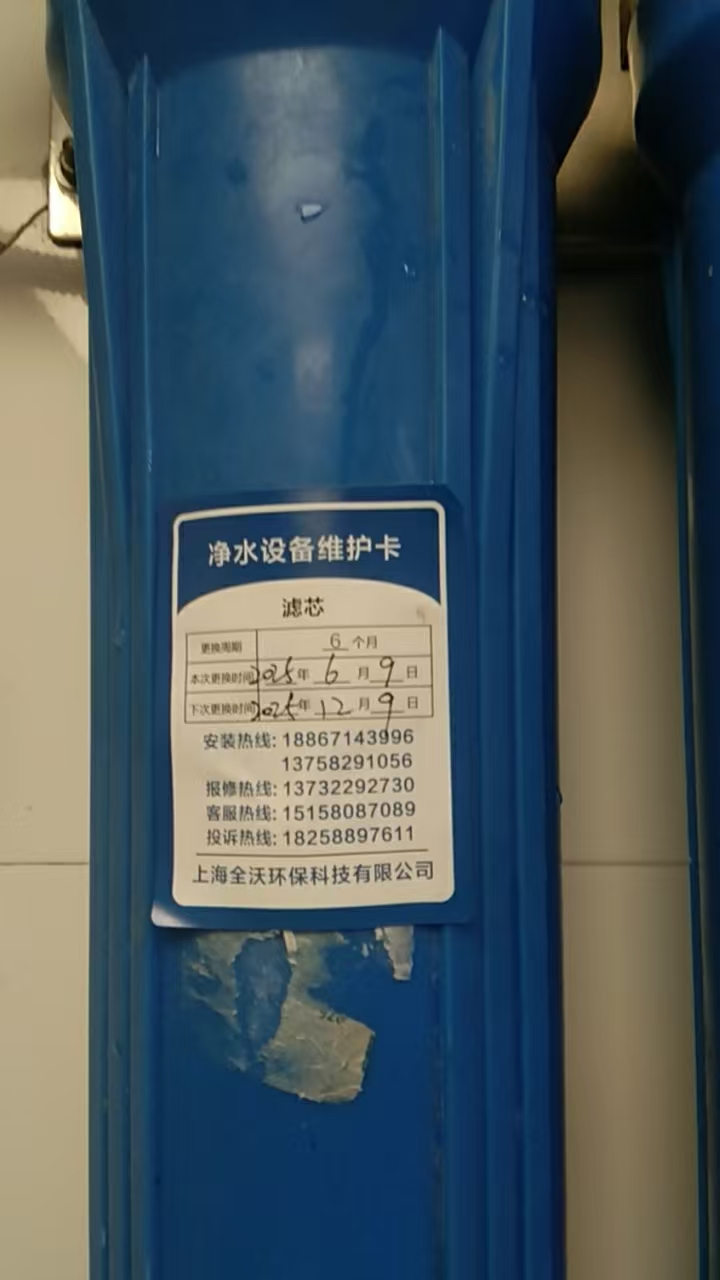 净水设备维护卡
滤芯
更换周期 6 个月
本次更换时间 2025年 6 月 9 日
下次更换时间 2025年 12 月 9 日
安装热线: 18867143996
13758291056
报修热线: 13732292730
客服热线: 15158087089
投诉热线: 18258897611
上海全沃环保科技有限公司